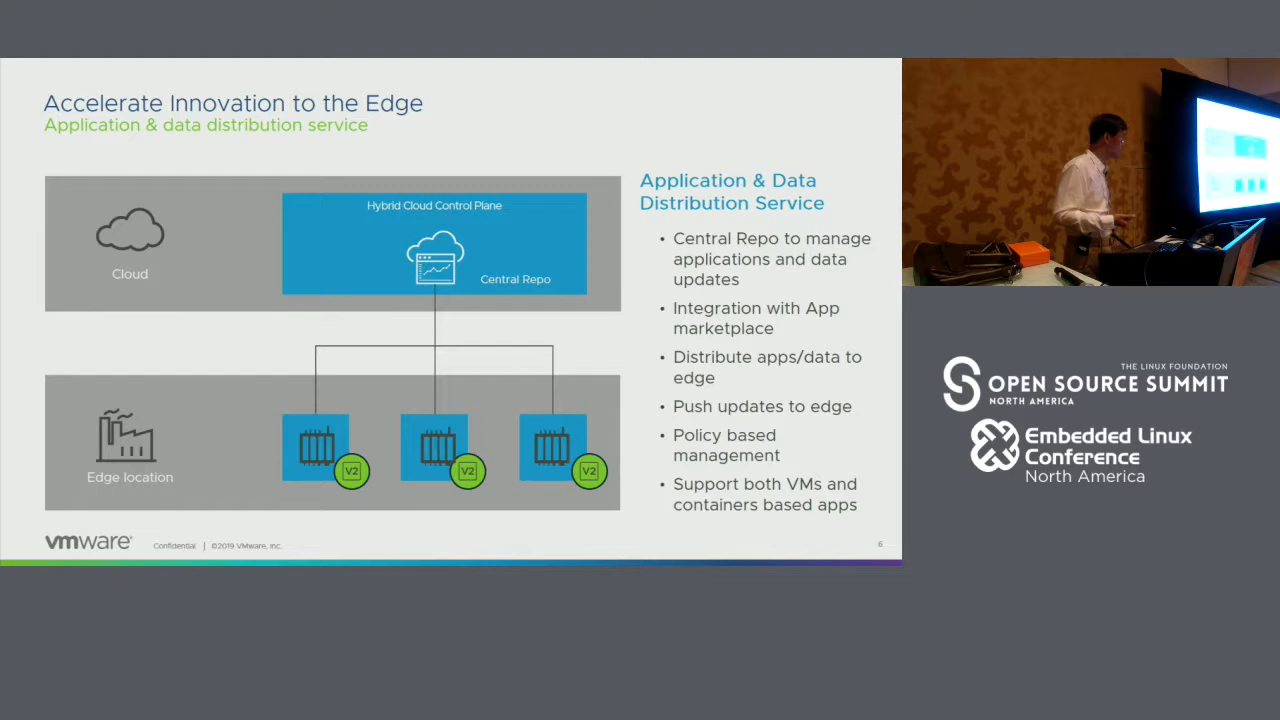 Accelerate Innovation to the Edge
Application & data distribution service
Hybrid Cloud Control Plane
Central Repo
Cloud
Edge location
V2
V2
V2
Application & Data
Distribution Service
• Central Repo to manage
applications and data
updates
• Integration with App
marketplace
• Distribute apps/data to
edge
• Push updates to edge
• Policy based
management
• Support both VMs and
containers based apps
vmware
Confidential | ©2019 VMware, Inc.
6
THE LINUX FOUNDATION
OPEN SOURCE SUMMIT
NORTH AMERICA
Embedded Linux
Conference
North America